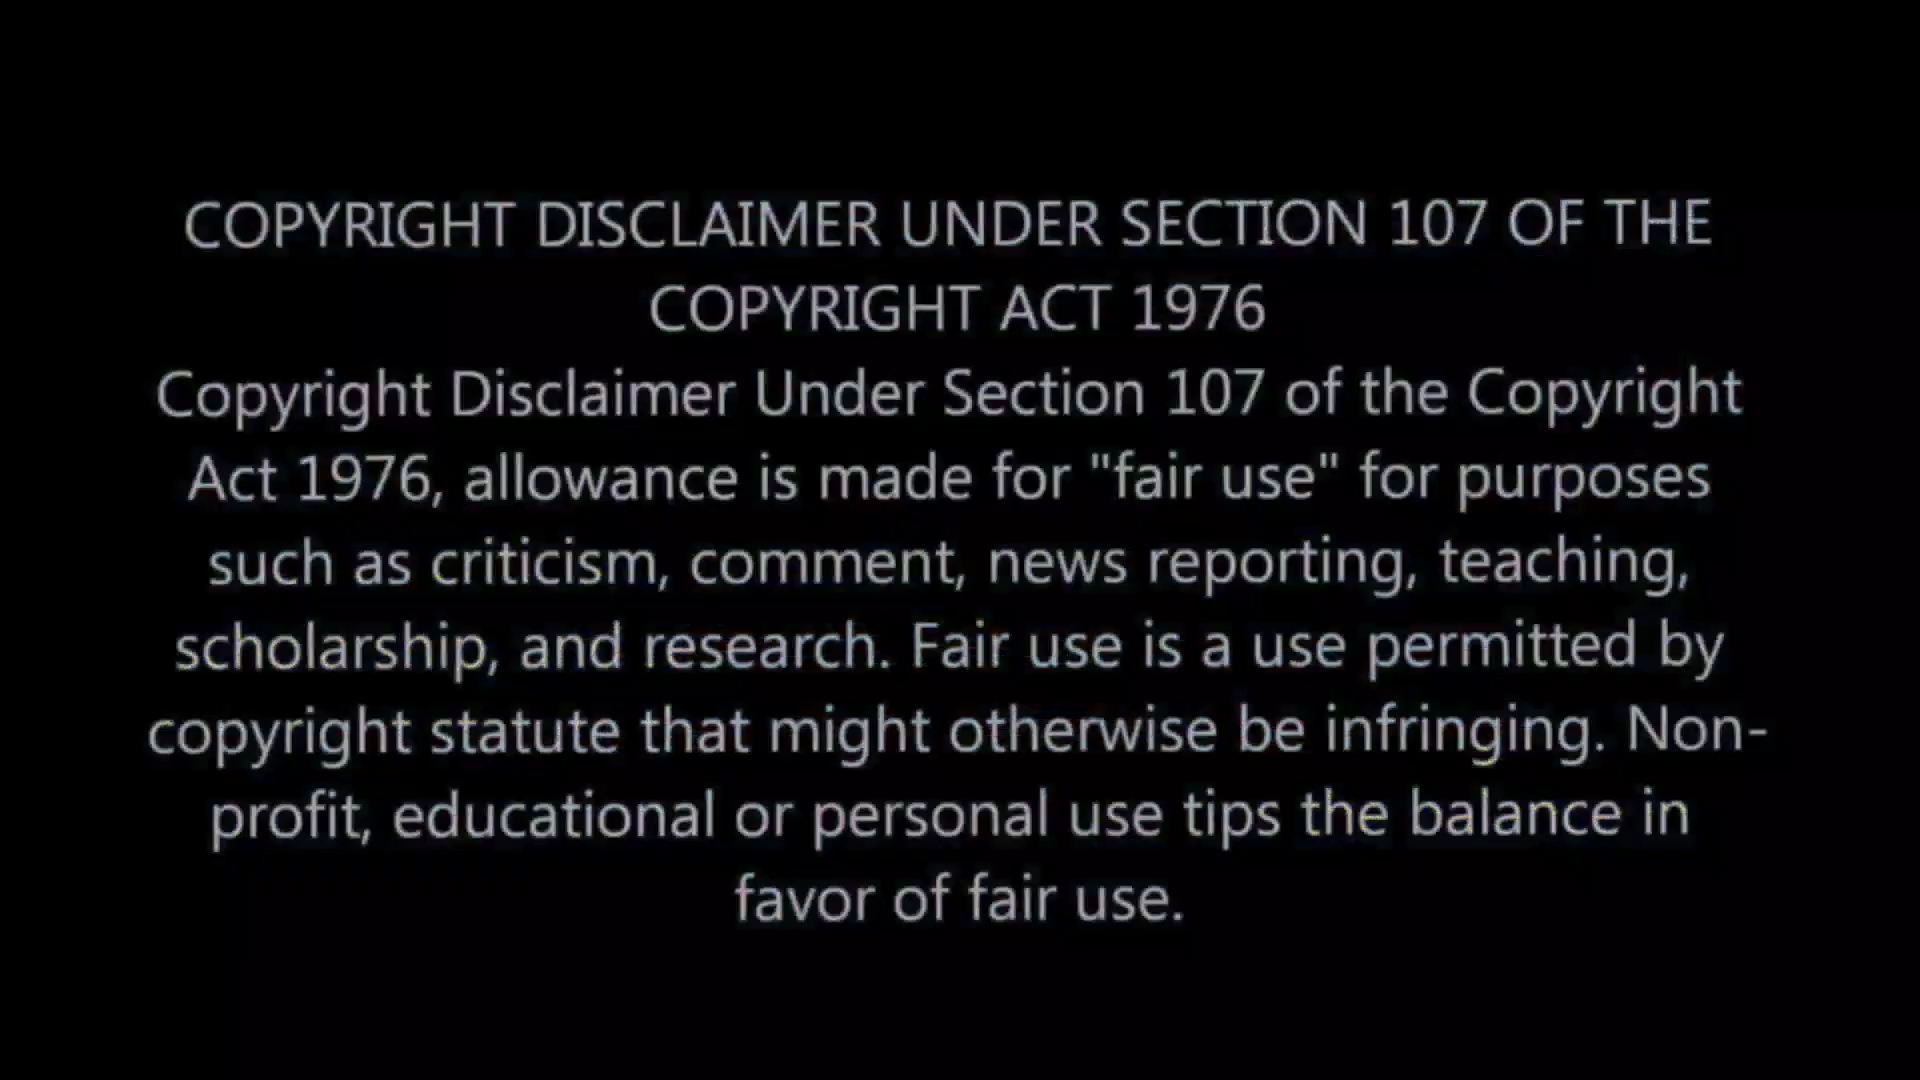 COPYRIGHT DISCLAIMER UNDER SECTION 107 OF THE
COPYRIGHT ACT 1976
Copyright Disclaimer Under Section 107 of the Copyright
Act 1976, allowance is made for "fair use" for purposes
such as criticism, comment, news reporting, teaching,
scholarship, and research. Fair use is a use permitted by
copyright statute that might otherwise be infringing. Non-
profit, educational or personal use tips the balance in
favor of fair use.